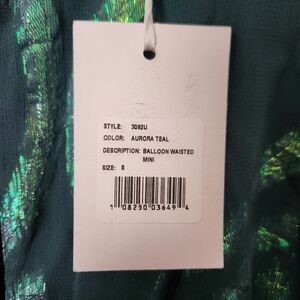 STYLE: 3092U
COLOR: AURORA TEAL
DESCRIPTION: BALLOON WAISTED
MINI
SIZE: S
1 08250 03649 4